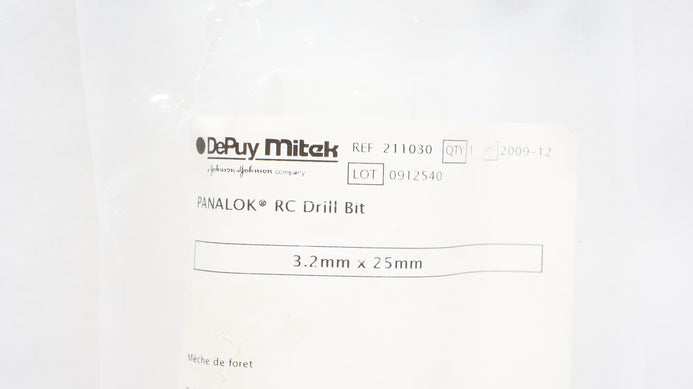 DePuy Mitek REF 211030 QTY 1 2009-12
Johnson & Johnson company LOT 0912540
PANALOK® RC Drill Bit
3.2mm x 25mm
Mèche de foret